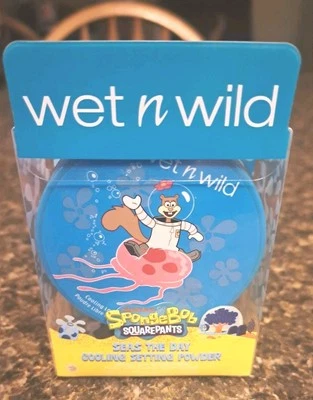 wet n wild
wet n wild
SpongeBob
SQUAREPANTS
SEAS THE DAY
COOLING SETTING POWDER